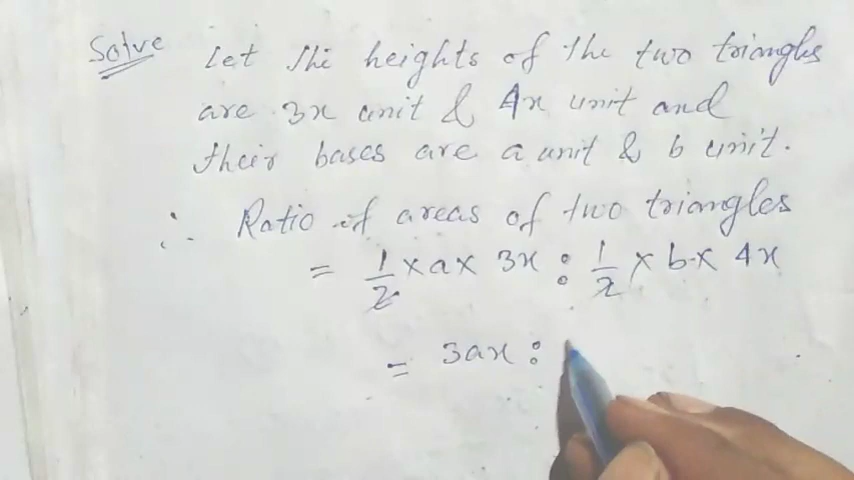 Solve Let the heights of the two triangles
are 3x unit & 4x unit and
their bases are a unit & b unit.
∴ Ratio of areas of two triangles
= 1/2 × a × 3x : 1/2 × b × 4x
= 3ax :